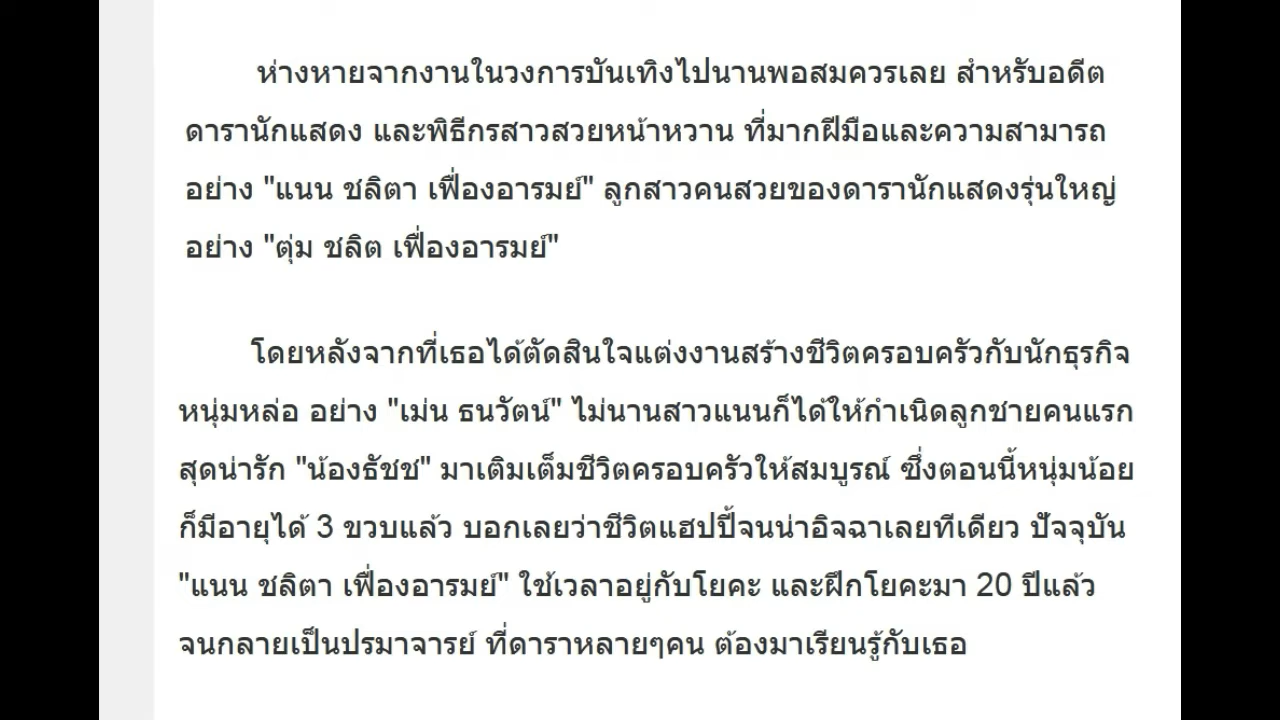 ห่างหายจากงานในวงการบันเทิงไปนานพอสมควรเลย สำหรับอดีต
ดารานักแสดง และพิธีกรสาวสวยหน้าหวาน ที่มากฝีมือและความสามารถ
อย่าง "แนน ชลิตา เฟื่องอารมย์" ลูกสาวคนสวยของดารานักแสดงรุ่นใหญ่
อย่าง "ตุ่ม ชลิต เฟื่องอารมย์"
โดยหลังจากที่เธอได้ตัดสินใจแต่งงานสร้างชีวิตครอบครัวกับนักธุรกิจ
หนุ่มหล่อ อย่าง "เม่น ธนวัตน์" ไม่นานสาวแนนก็ได้ให้กำเนิดลูกชายคนแรก
สุดน่ารัก "น้องธัชช" มาเติมเต็มชีวิตครอบครัวให้สมบูรณ์ ซึ่งตอนนี้หนุ่มน้อย
ก็มีอายุได้ 3 ขวบแล้ว บอกเลยว่าชีวิตแฮปปี้จนน่าอิจฉาเลยทีเดียว ปัจจุบัน
"แนน ชลิตา เฟื่องอารมย์" ใช้เวลาอยู่กับโยคะ และฝึกโยคะมา 20 ปีแล้ว
จนกลายเป็นปรมาจารย์ ที่ดาราหลายๆคน ต้องมาเรียนรู้กับเธอ